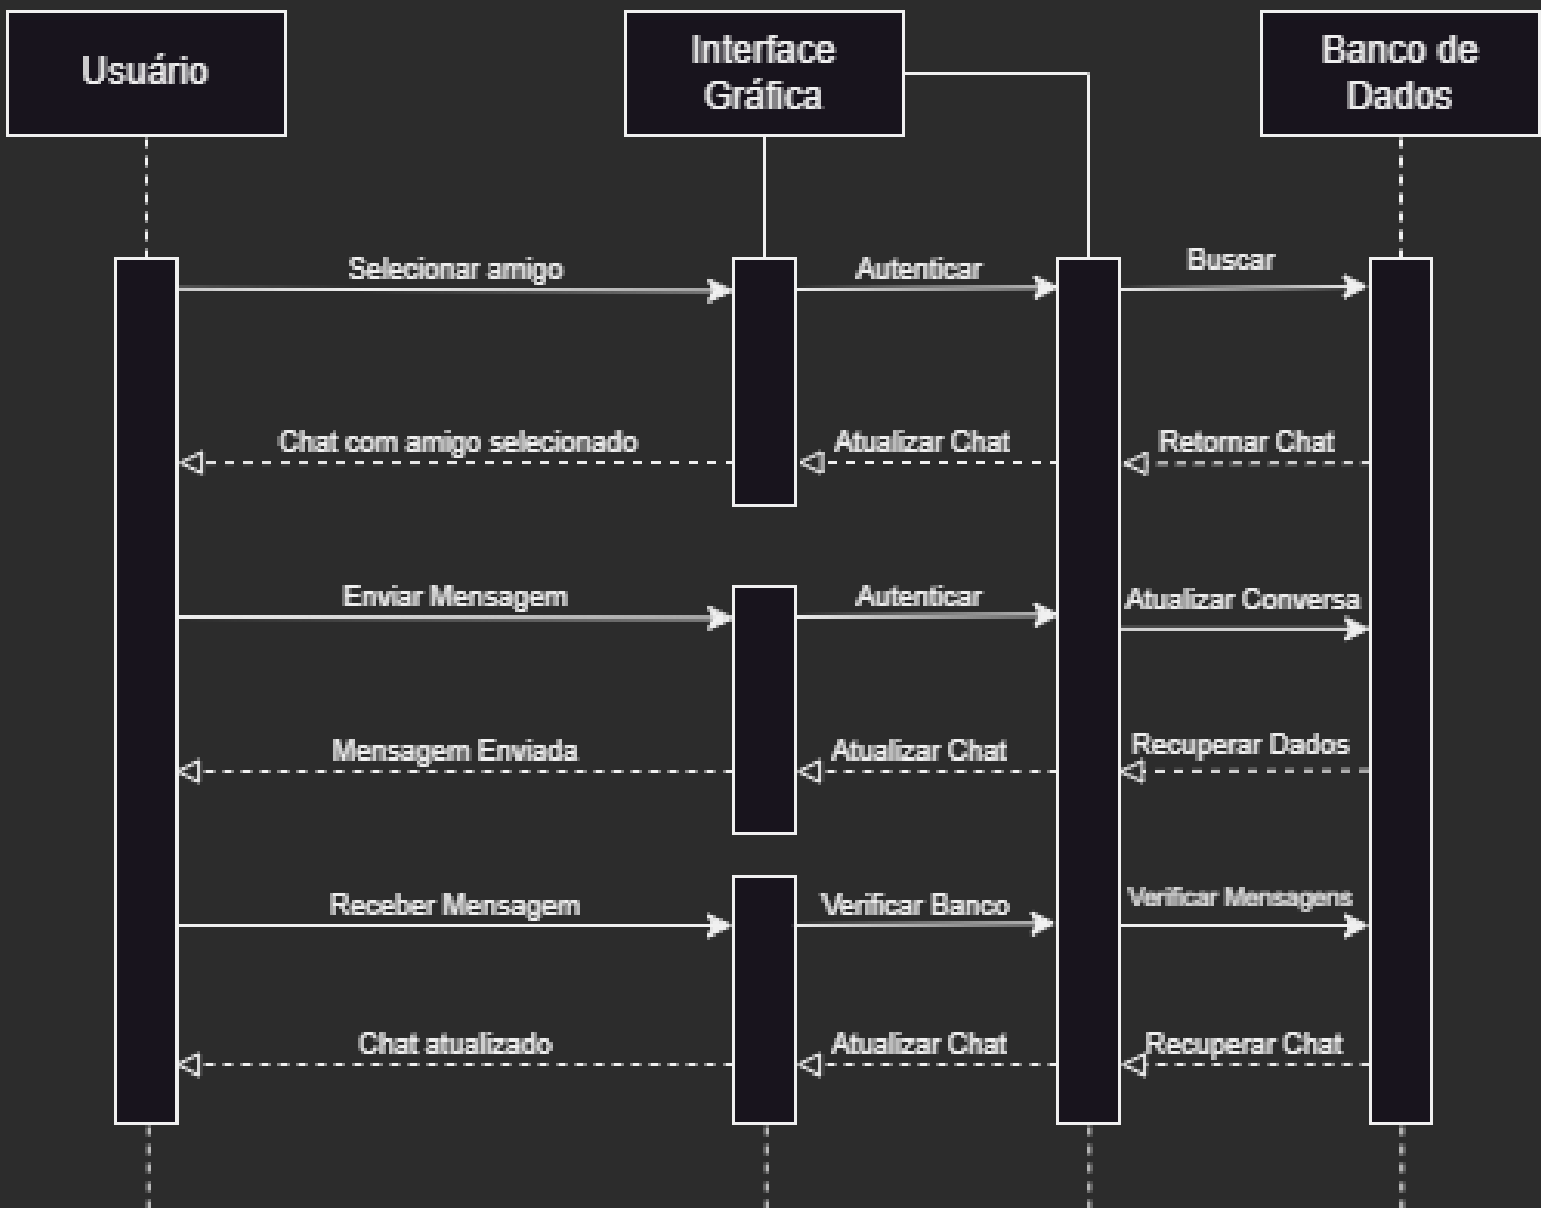 Usuário
Interface
Gráfica
Banco de
Dados
Selecionar amigo
Autenticar
Buscar
Chat com amigo selecionado
Atualizar Chat
Retornar Chat
Enviar Mensagem
Autenticar
Atualizar Conversa
Mensagem Enviada
Atualizar Chat
Recuperar Dados
Receber Mensagem
Verificar Banco
Verificar Mensagens
Chat atualizado
Atualizar Chat
Recuperar Chat